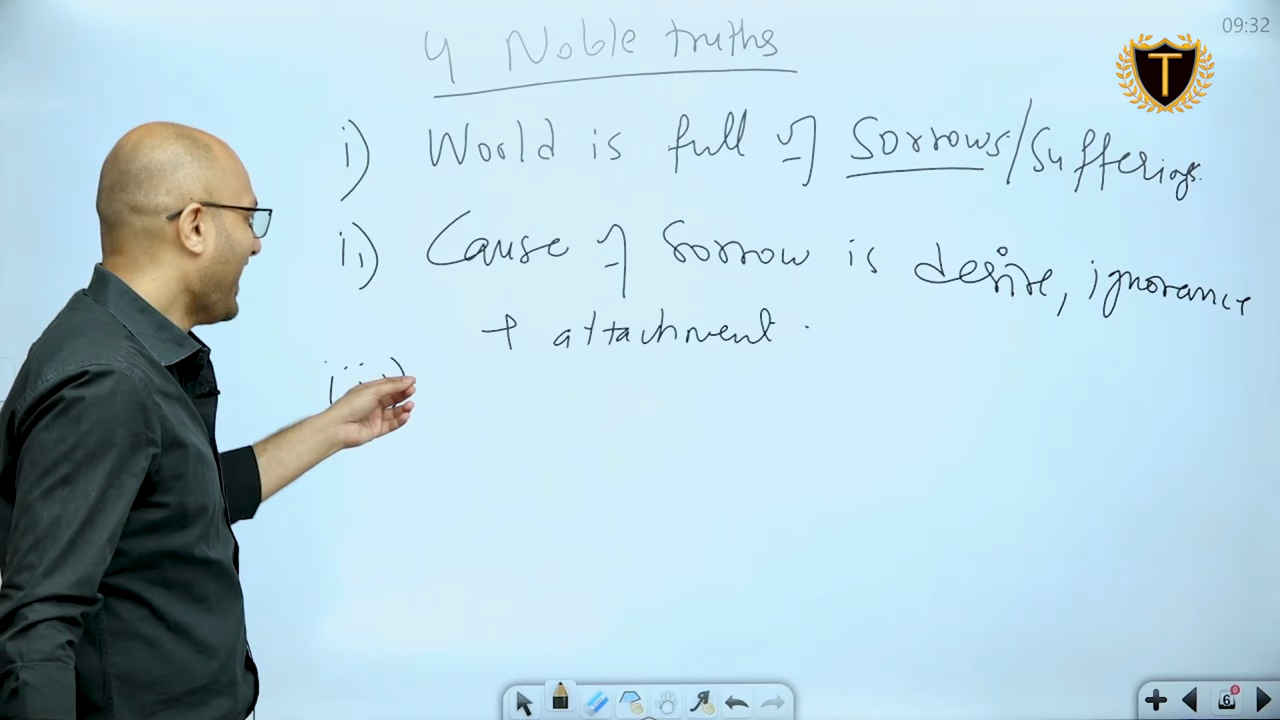 09:32
T
4 Noble truths
i) World is full of Sorrows/Sufferings.
ii) Cause of Sorrow is desire, ignorance
+ attachment.
iii)
6